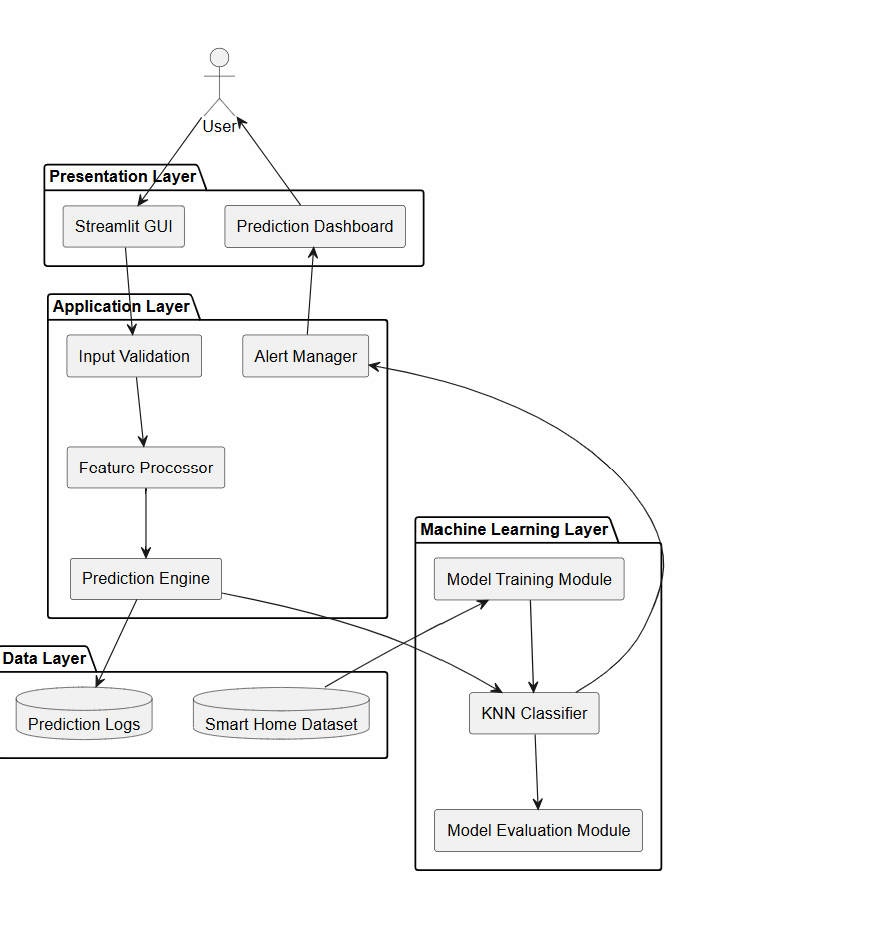 User
Presentation Layer
Streamlit GUI
Prediction Dashboard
Application Layer
Input Validation
Alert Manager
Feature Processor
Prediction Engine
Machine Learning Layer
Model Training Module
KNN Classifier
Model Evaluation Module
Data Layer
Prediction Logs
Smart Home Dataset